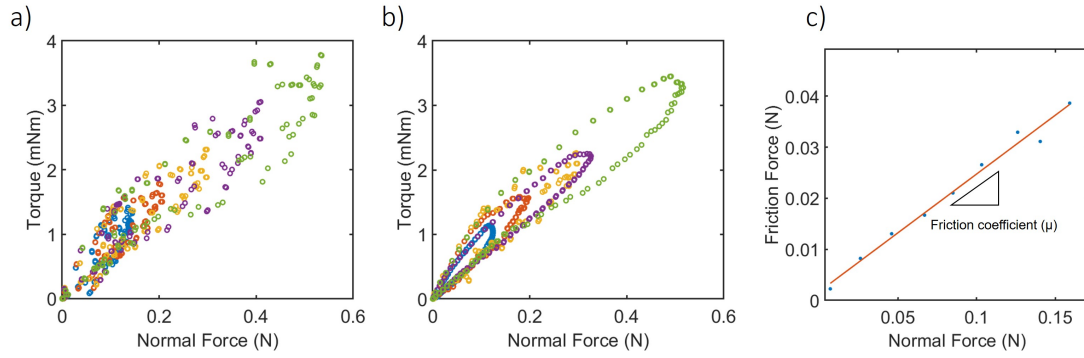 a)
4
3
2
1
0
Torque (mNm)
0 0.2 0.4 0.6
Normal Force (N)
b)
4
3
2
1
0
Torque (mNm)
0 0.2 0.4 0.6
Normal Force (N)
c)
0.04
0.03
0.02
0.01
0
Friction Force (N)
Friction coefficient (μ)
0.05 0.10 0.15
Normal Force (N)